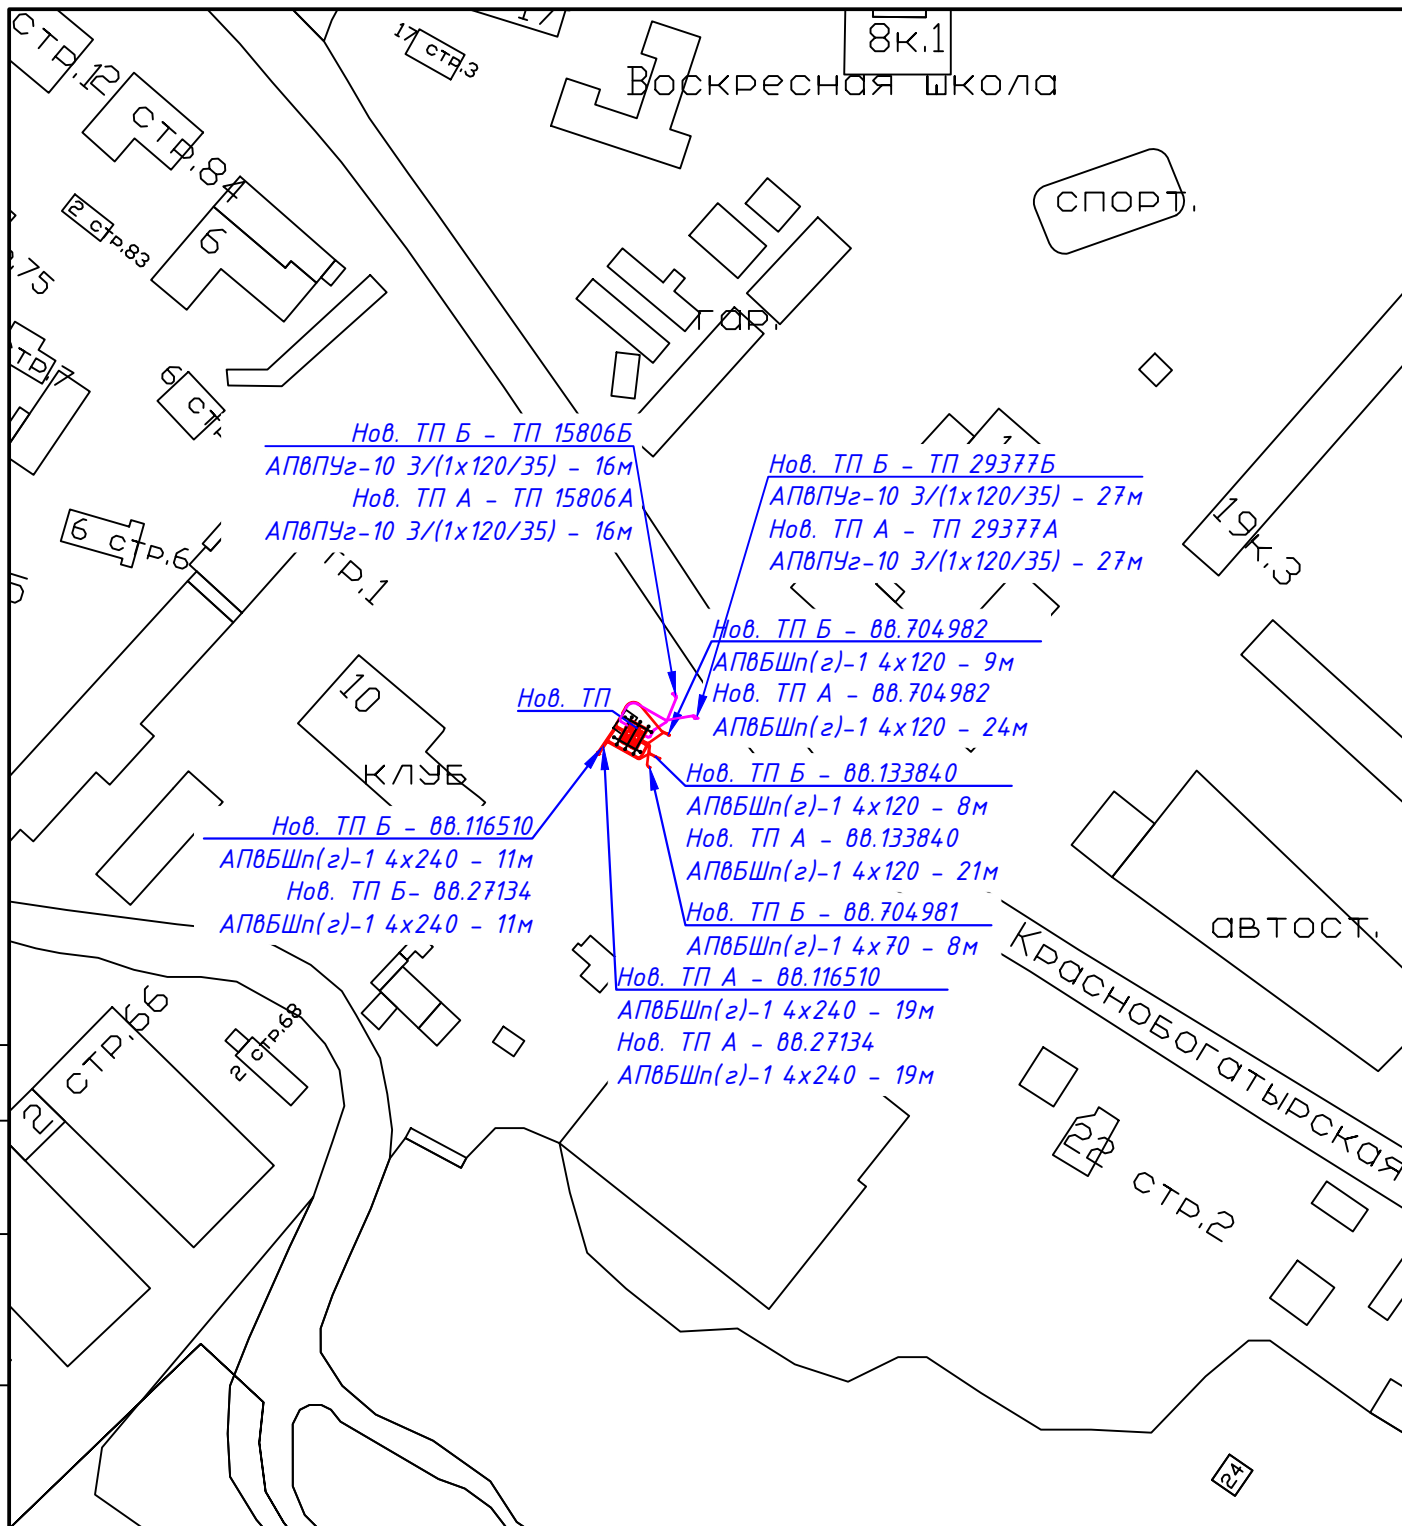 стр.12
17 стр.3
17
8к.1
Воскресная школа
стр.84
2 стр.83
6
спорт.
.75
гар.
стр.7
6 ст
Нов. ТП Б - ТП 15806Б
АПвПУг-10 3/(1х120/35) - 16м
Нов. ТП А - ТП 15806А
АПвПУг-10 3/(1х120/35) - 16м
Нов. ТП Б - ТП 29377Б
АПвПУг-10 3/(1х120/35) - 27м
Нов. ТП А - ТП 29377А
АПвПУг-10 3/(1х120/35) - 27м
19к.3
6 стр.6
тр.1
Нов. ТП Б - вв.704982
АПвБШп(г)-1 4х120 - 9м
Нов. ТП А - вв.704982
АПвБШп(г)-1 4х120 - 24м
10
клуб
Нов. ТП
Нов. ТП Б - вв.133840
АПвБШп(г)-1 4х120 - 8м
Нов. ТП А - вв.133840
АПвБШп(г)-1 4х120 - 21м
Нов. ТП Б - вв.116510
АПвБШп(г)-1 4х240 - 11м
Нов. ТП Б- вв.27134
АПвБШп(г)-1 4х240 - 11м
Нов. ТП Б - вв.704981
АПвБШп(г)-1 4х70 - 8м
Нов. ТП А - вв.116510
АПвБШп(г)-1 4х240 - 19м
Нов. ТП А - вв.27134
АПвБШп(г)-1 4х240 - 19м
автост.
Краснобогатырская
2 стр.66
2 стр.68
22 стр.2
24